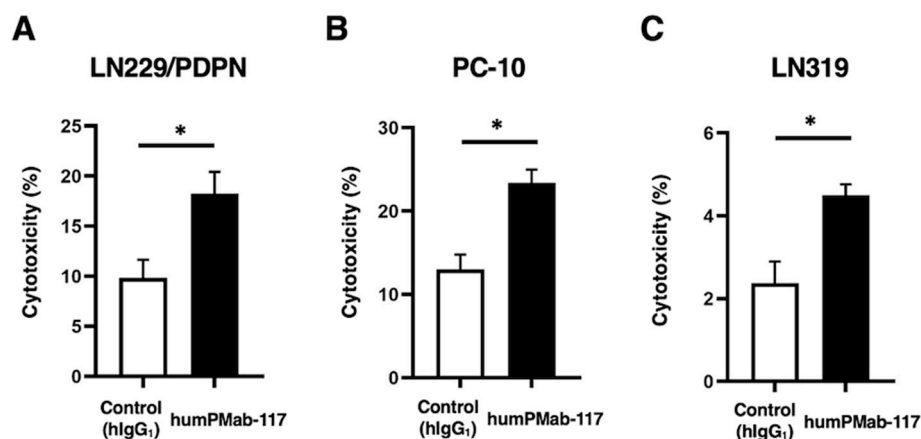 A
LN229/PDPN
*
Cytotoxicity (%)
25
20
15
10
5
0
Control
(hIgG₁)
humPMab-117
B
PC-10
*
Cytotoxicity (%)
30
20
10
0
Control
(hIgG₁)
humPMab-117
C
LN319
*
Cytotoxicity (%)
6
4
2
0
Control
(hIgG₁)
humPMab-117